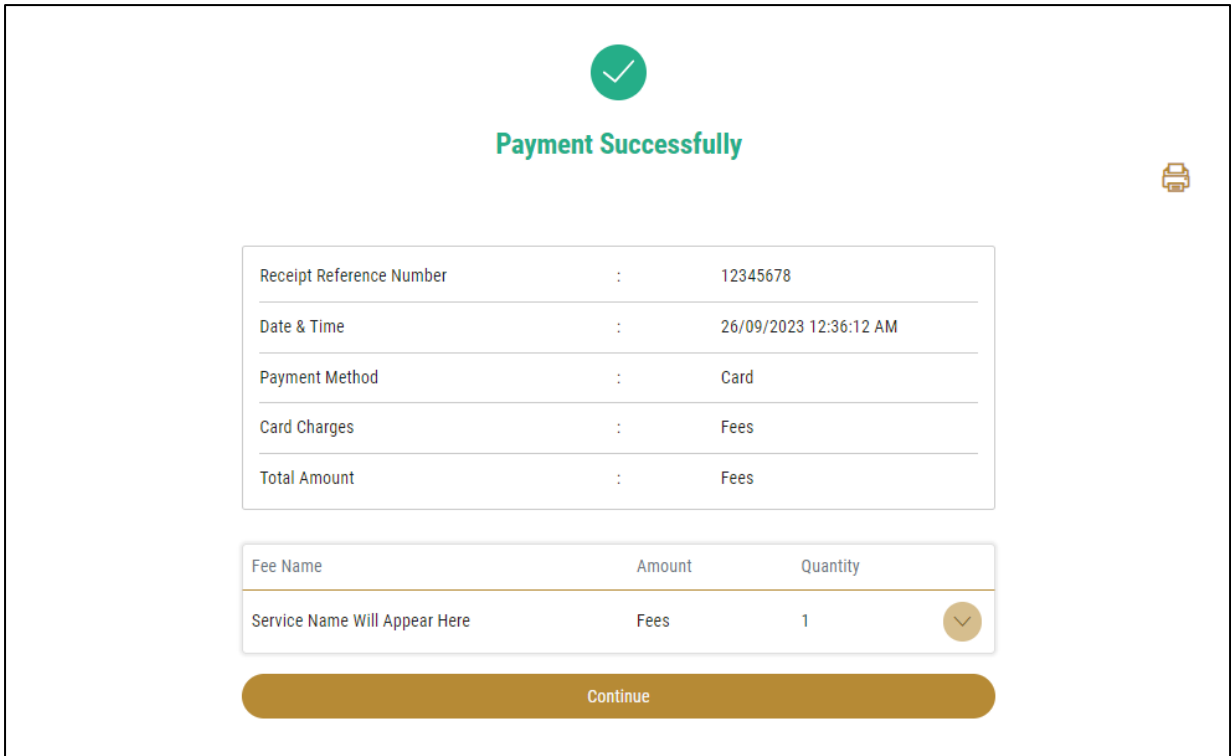 Payment Successfully
Receipt Reference Number : 12345678
Date & Time : 26/09/2023 12:36:12 AM
Payment Method : Card
Card Charges : Fees
Total Amount : Fees
Fee Name Amount Quantity
Service Name Will Appear Here Fees 1
Continue